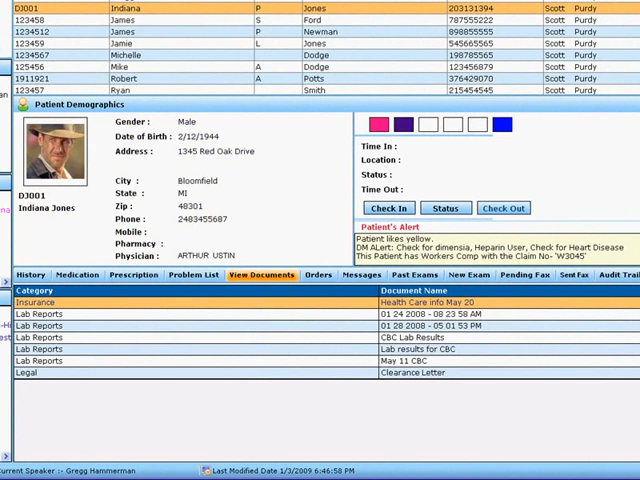 DJ001 Indiana P Jones 203131394 Scott Purdy
123458 James S Ford 787555222 Scott Purdy
1234512 James P Newman 898855555 Scott Purdy
123459 Jamie L Jones 545665565 Scott Purdy
1234567 Michelle Dodge 198785565 Scott Purdy
125456 Mike A Dodge 123456879 Scott Purdy
1911921 Robert A Potts 376429070 Scott Purdy
123457 Ryan Smith 215454545 Scott Purdy
Patient Demographics
Gender : Male
Date of Birth : 2/12/1944
Address : 1345 Red Oak Drive
City : Bloomfield
State : MI
Zip : 48301
Phone : 2483455687
Mobile :
Pharmacy :
Physician : ARTHUR USTIN
DJ001
Indiana Jones
Time In :
Location :
Status :
Time Out :
Check In Status Check Out
Patient's Alert
Patient likes yellow.
DM ALert: Check for dimensia, Heparin User, Check for Heart Disease
This Patient has Workers Comp with the Claim No- 'W3045'
History Medication Prescription Problem List View Documents Orders Messages Past Exams New Exam Pending Fax Sent Fax Audit Trai
Category Document Name
Insurance Health Care info May 20
Lab Reports 01 24 2008 - 08 23 58 AM
Lab Reports 01 28 2008 - 05 01 53 PM
Lab Reports CBC Lab Results
Lab Reports Lab results for CBC
Lab Reports May 11 CBC
Legal Clearance Letter
urrent Speaker :- Gregg Hammerman Last Modified Date 1/3/2009 6:46:58 PM